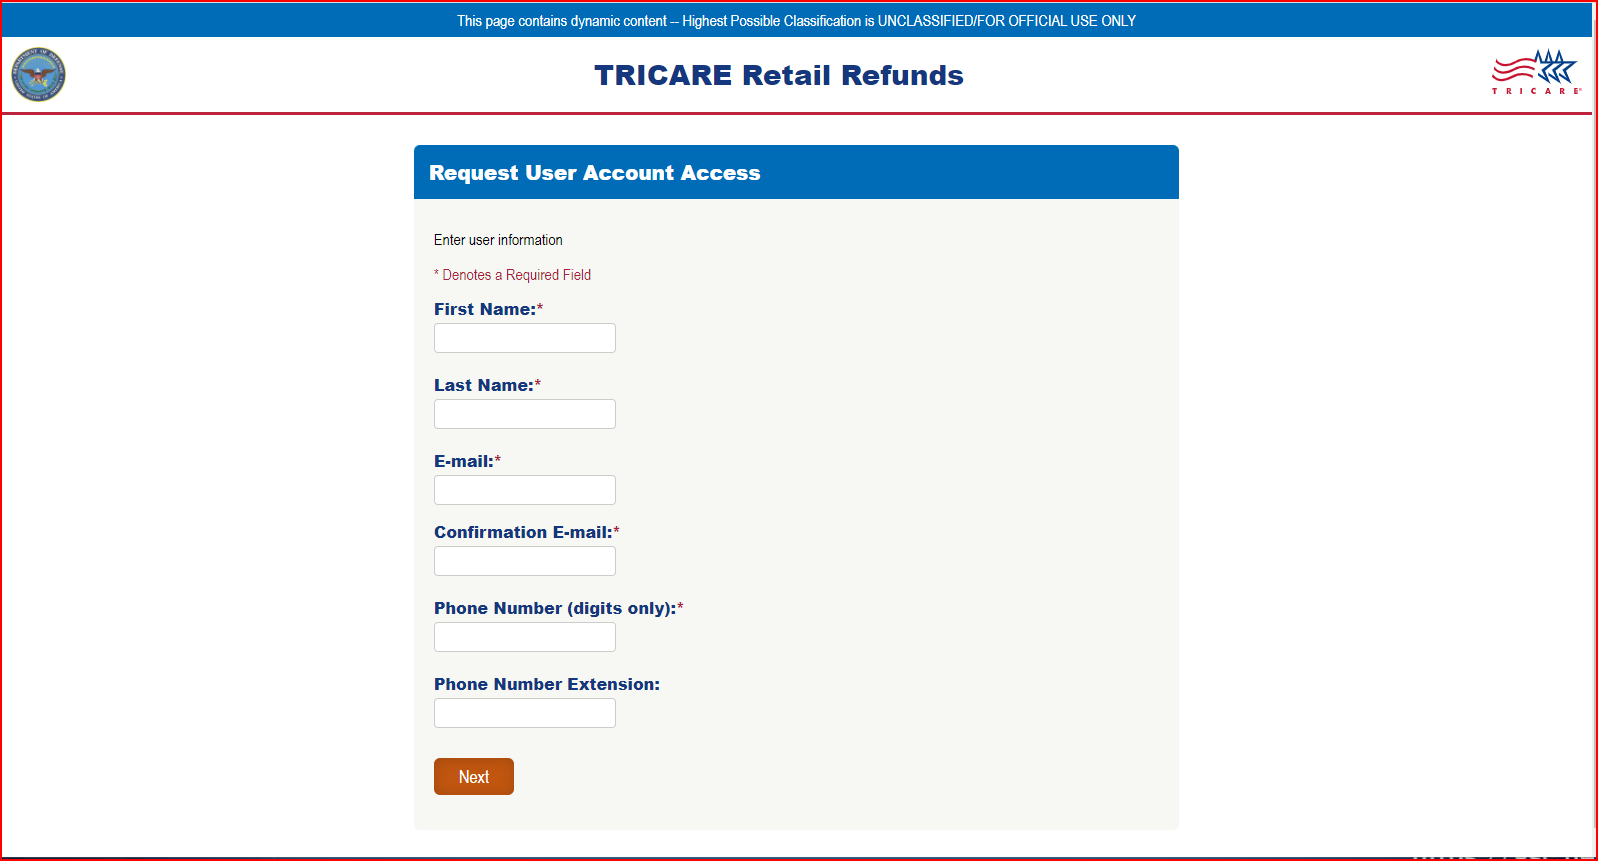 This page contains dynamic content -- Highest Possible Classification is UNCLASSIFIED/FOR OFFICIAL USE ONLY
TRICARE Retail Refunds
TRICARE
Request User Account Access
Enter user information
* Denotes a Required Field
First Name:*
Last Name:*
E-mail:*
Confirmation E-mail:*
Phone Number (digits only):*
Phone Number Extension:
Next